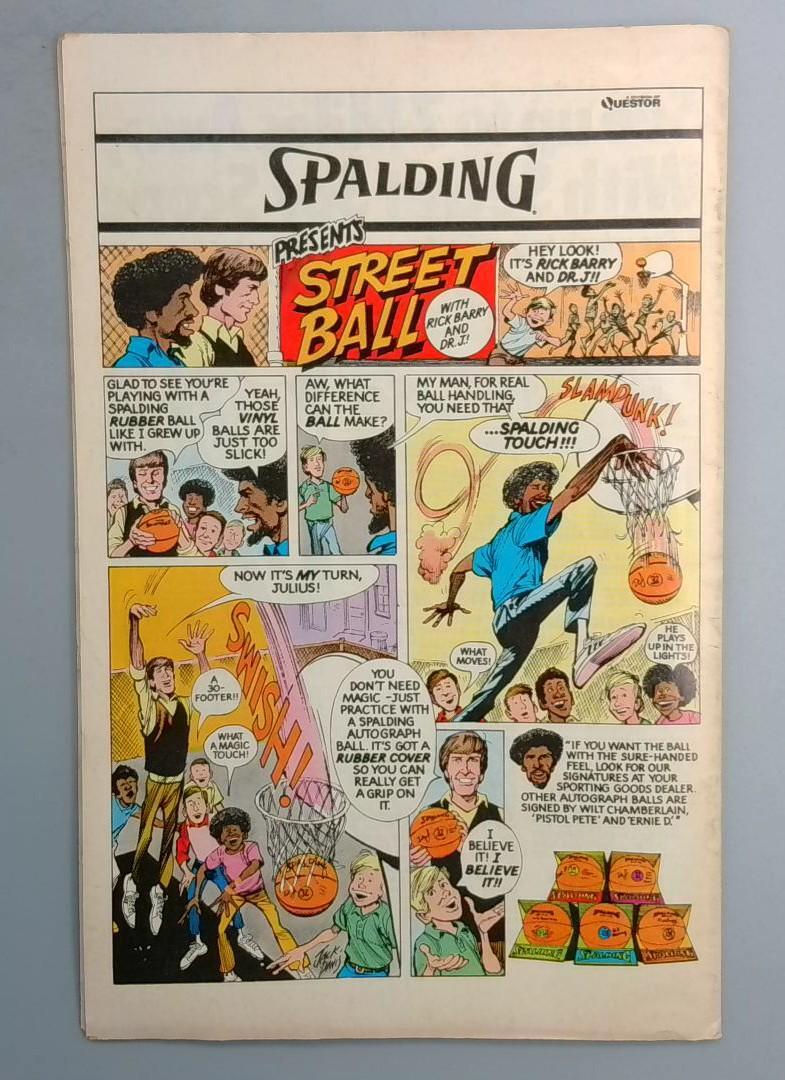 A DIVISION OF
QUESTOR
SPALDING
PRESENTS
STREET
BALL
WITH
RICK BARRY
AND
DR. J.!
HEY LOOK!
IT'S RICK BARRY
AND DR. J!!
GLAD TO SEE YOU'RE
PLAYING WITH A
SPALDING
RUBBER BALL
LIKE I GREW UP
WITH.
YEAH,
THOSE
VINYL
BALLS ARE
JUST TOO
SLICK!
AW, WHAT
DIFFERENCE
CAN THE
BALL MAKE?
MY MAN, FOR REAL
BALL HANDLING,
YOU NEED THAT
...SPALDING
TOUCH!!!
SLAMDUNK!
WHAT
MOVES!
HE
PLAYS
UP IN THE
LIGHTS!
NOW IT'S MY TURN,
JULIUS!
A
30-
FOOTER!!
WHAT
A MAGIC
TOUCH!
SWISH!
YOU
DON'T NEED
MAGIC - JUST
PRACTICE WITH
A SPALDING
AUTOGRAPH
BALL. IT'S GOT A
RUBBER COVER
SO YOU CAN
REALLY GET
A GRIP ON
IT.
SPALDING
I
BELIEVE
IT! I
BELIEVE
IT!!
"IF YOU WANT THE BALL
WITH THE SURE-HANDED
FEEL, LOOK FOR OUR
SIGNATURES AT YOUR
SPORTING GOODS DEALER.
OTHER AUTOGRAPH BALLS ARE
SIGNED BY WILT CHAMBERLAIN,
'PISTOL PETE' AND 'ERNIE D.'"
SPALDING
SPALDING
SPALDING
SPALDING
SPALDING
Jack
Davis